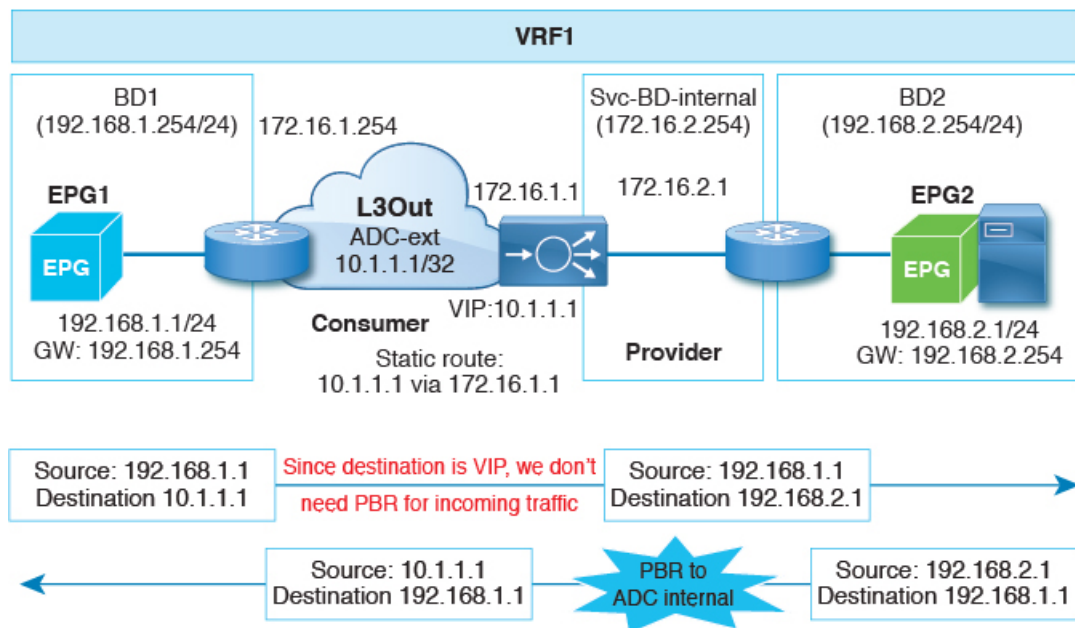 VRF1
BD1
(192.168.1.254/24)
172.16.1.254
Svc-BD-internal
(172.16.2.254)
BD2
(192.168.2.254/24)
EPG1
EPG
192.168.1.1/24
GW: 192.168.1.254
L3Out
ADC-ext
10.1.1.1/32
172.16.1.1
VIP:10.1.1.1
Consumer
Static route:
10.1.1.1 via 172.16.1.1
172.16.2.1
Provider
EPG2
EPG
192.168.2.1/24
GW: 192.168.2.254
Source: 192.168.1.1
Destination 10.1.1.1
Since destination is VIP, we don't
need PBR for incoming traffic
Source: 192.168.1.1
Destination 192.168.2.1
Source: 10.1.1.1
Destination 192.168.1.1
PBR to
ADC internal
Source: 192.168.2.1
Destination 192.168.1.1